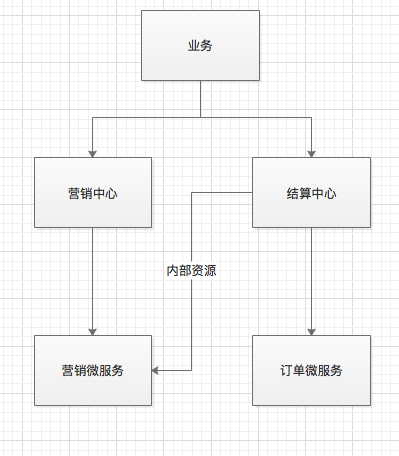 业务
营销中心
结算中心
内部资源
营销微服务
订单微服务